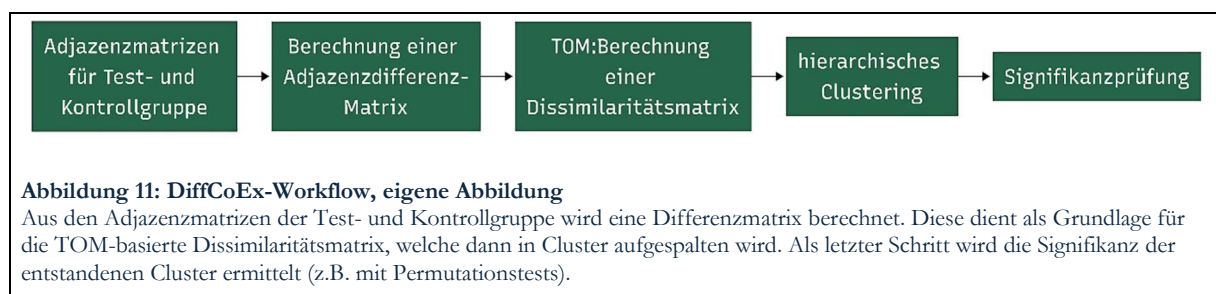 Adjazenzmatrizen
für Test- und
Kontrollgruppe
Berechnung einer
Adjazenzdifferenz-
Matrix
TOM:Berechnung
einer
Dissimilaritätsmatrix
hierarchisches
Clustering
Signifikanzprüfung
Abbildung 11: DiffCoEx-Workflow, eigene Abbildung
Aus den Adjazenzmatrizen der Test- und Kontrollgruppe wird eine Differenzmatrix berechnet. Diese dient als Grundlage für
die TOM-basierte Dissimilaritätsmatrix, welche dann in Cluster aufgespalten wird. Als letzter Schritt wird die Signifikanz der
entstandenen Cluster ermittelt (z.B. mit Permutationstests).